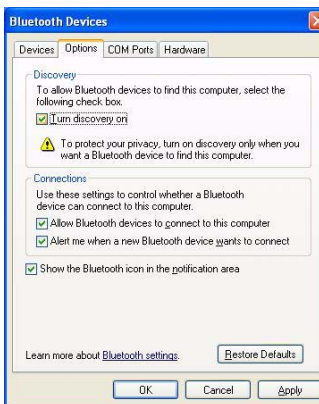 Bluetooth Devices
Devices Options COM Ports Hardware
Discovery
To allow Bluetooth devices to find this computer, select the
following check box.
Turn discovery on
To protect your privacy, turn on discovery only when you
want a Bluetooth device to find this computer.
Connections
Use these settings to control whether a Bluetooth
device can connect to this computer.
Allow Bluetooth devices to connect to this computer
Alert me when a new Bluetooth device wants to connect
Show the Bluetooth icon in the notification area
Learn more about Bluetooth settings. Restore Defaults
OK Cancel Apply